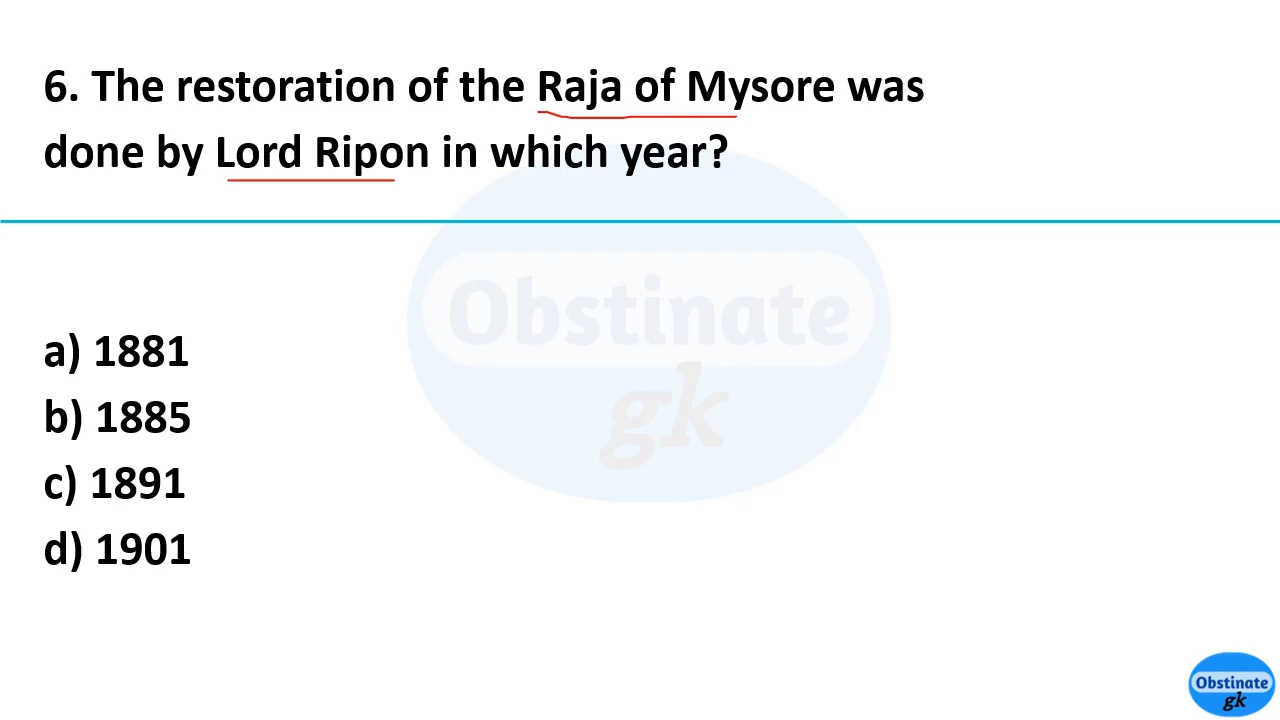 6. The restoration of the Raja of Mysore was
done by Lord Ripon in which year?
Obstinate
gk
a) 1881
b) 1885
c) 1891
d) 1901
Obstinate
gk